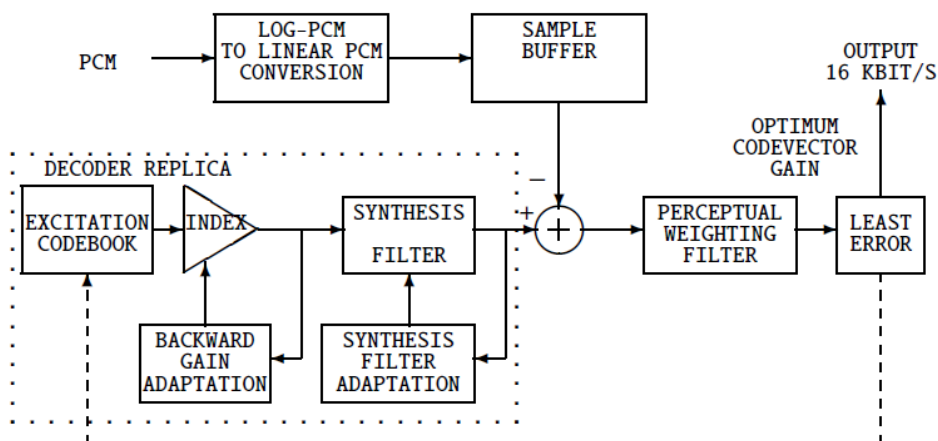 PCM
LOG-PCM
TO LINEAR PCM
CONVERSION
SAMPLE
BUFFER
OUTPUT
16 KBIT/S
OPTIMUM
CODEVECTOR
GAIN
DECODER REPLICA
EXCITATION
CODEBOOK
INDEX
SYNTHESIS
FILTER
−
+
+
PERCEPTUAL
WEIGHTING
FILTER
LEAST
ERROR
BACKWARD
GAIN
ADAPTATION
SYNTHESIS
FILTER
ADAPTATION